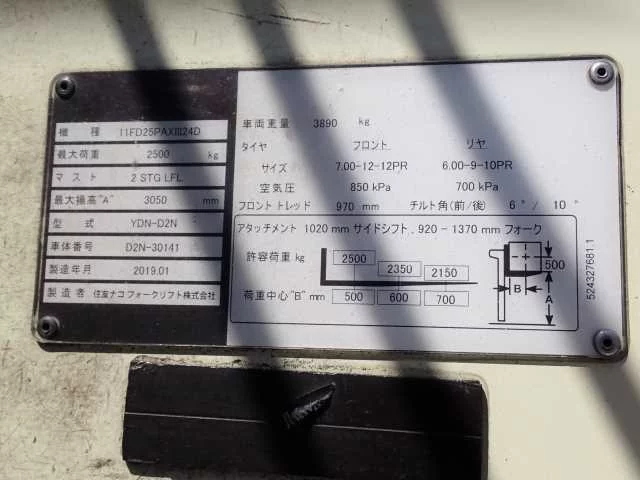 機 種 11FD25PAXⅢ24D
最大荷重 2500 kg
マスト 2 STG LFL
最大揚高"A" 3050 mm
型式 YDN-D2N
車体番号 D2N-30141
製造年月 2019.01
製造者 住友ナコ フォークリフト株式会社
車両重量 3890 kg
タイヤ フロント リヤ
サイズ 7.00-12-12PR 6.00-9-10PR
空気圧 850 kPa 700 kPa
フロント トレッド 970 mm チルト角(前/後) 6°/ 10°
アタッチメント 1020 mm サイドシフト, 920 - 1370 mm フォーク
許容荷重 kg 2500 2350 2150
荷重中心"B" mm 500 600 700
500
B
A
524327661.1